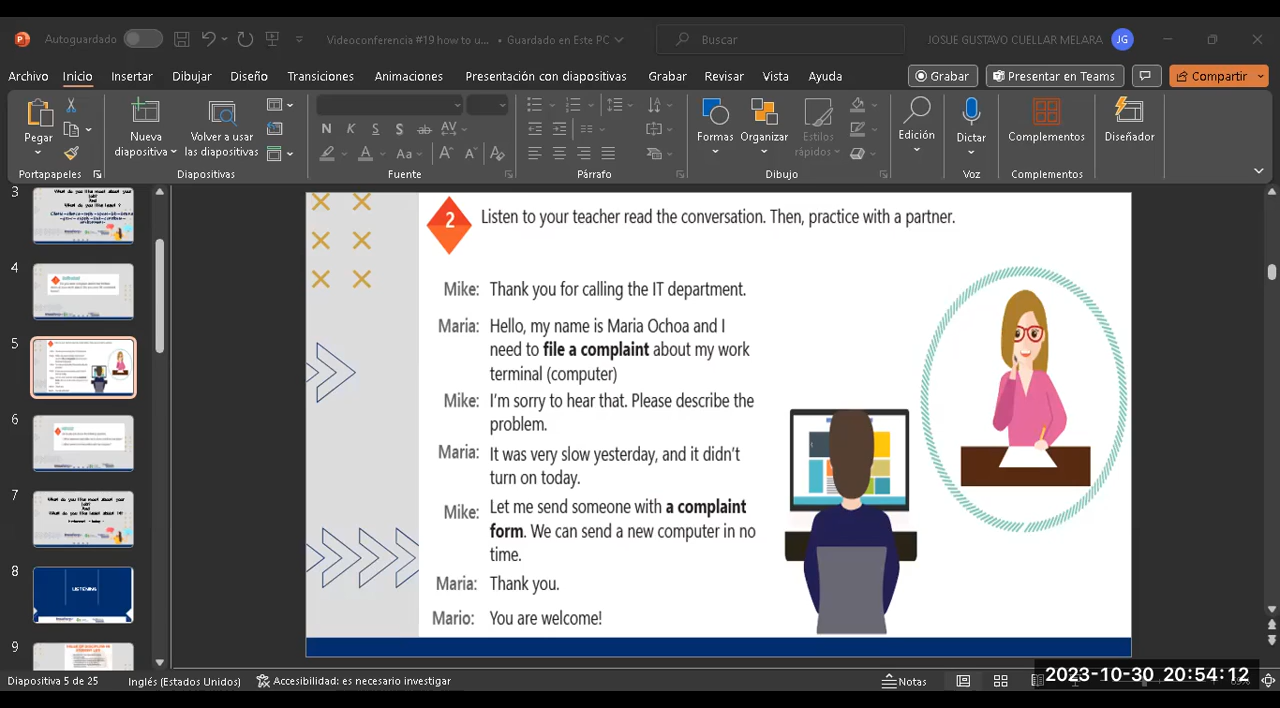 Autoguardado
Videoconferencia #19 how to u... • Guardado en Este PC
Buscar
JOSUE GUSTAVO CUELLAR MELARA
JG
Archivo Inicio Insertar Dibujar Diseño Transiciones Animaciones Presentación con diapositivas Grabar Revisar Vista Ayuda
Grabar
Presentar en Teams
Compartir
Pegar
Nueva diapositiva
Volver a usar las diapositivas
Formas
Organizar
Estilos rápidos
Edición
Dictar
Complementos
Diseñador
Portapapeles
Diapositivas
Fuente
Párrafo
Dibujo
Voz
Complementos
3
4
5
6
7
8
LISTENING
9
2
Listen to your teacher read the conversation. Then, practice with a partner.
Mike: Thank you for calling the IT department.
Maria: Hello, my name is Maria Ochoa and I
need to file a complaint about my work
terminal (computer)
Mike: I'm sorry to hear that. Please describe the
problem.
Maria: It was very slow yesterday, and it didn't
turn on today.
Mike: Let me send someone with a complaint
form. We can send a new computer in no
time.
Maria: Thank you.
Mario: You are welcome!
Diapositiva 5 de 25
Inglés (Estados Unidos)
Accesibilidad: es necesario investigar
Notas
2023-10-30 20:54:12